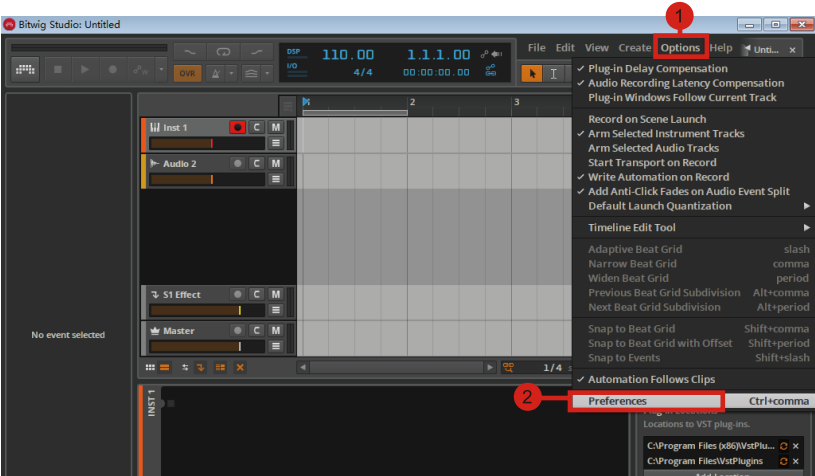 Bitwig Studio: Untitled
1
DSP
I/O
110.00
4/4
1.1.1.00
00:00:00.00
OVR
File Edit View Create Options Help
Unti... ×
Plug-in Delay Compensation
Audio Recording Latency Compensation
Plug-in Windows Follow Current Track
Record on Scene Launch
Arm Selected Instrument Tracks
Arm Selected Audio Tracks
Start Transport on Record
Write Automation on Record
Add Anti-Click Fades on Audio Event Split
Default Launch Quantization
Timeline Edit Tool
Adaptive Beat Grid slash
Narrow Beat Grid comma
Widen Beat Grid period
Previous Beat Grid Subdivision Alt+comma
Next Beat Grid Subdivision Alt+period
Snap to Beat Grid Shift+comma
Snap to Beat Grid with Offset Shift+period
Snap to Events Shift+slash
Automation Follows Clips
2
Preferences Ctrl+comma
2 3
Inst 1 C M
Audio 2 C M
S1 Effect C M
Master C M
No event selected
1/4
INST 1
Locations to VST plug-ins.
C:\Program Files (x86)\VstPlu... ×
C:\Program Files\VstPlugins ×
Add Location